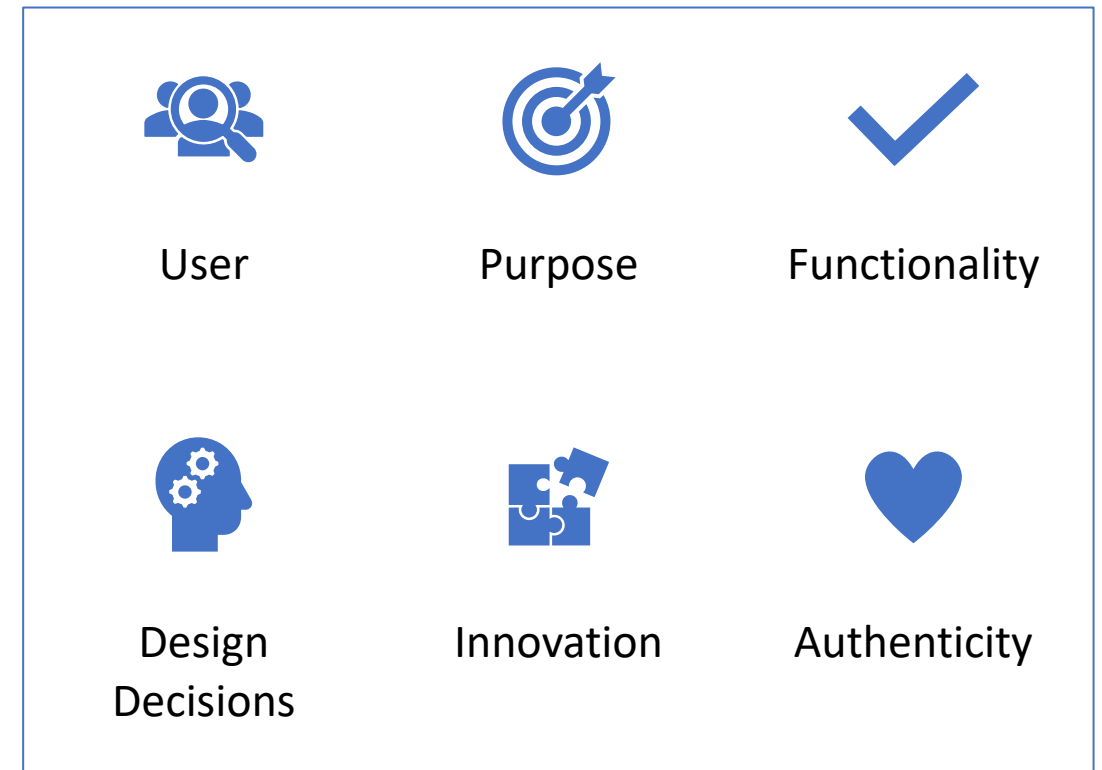 User
Purpose
Functionality
Design
Decisions
Innovation
Authenticity